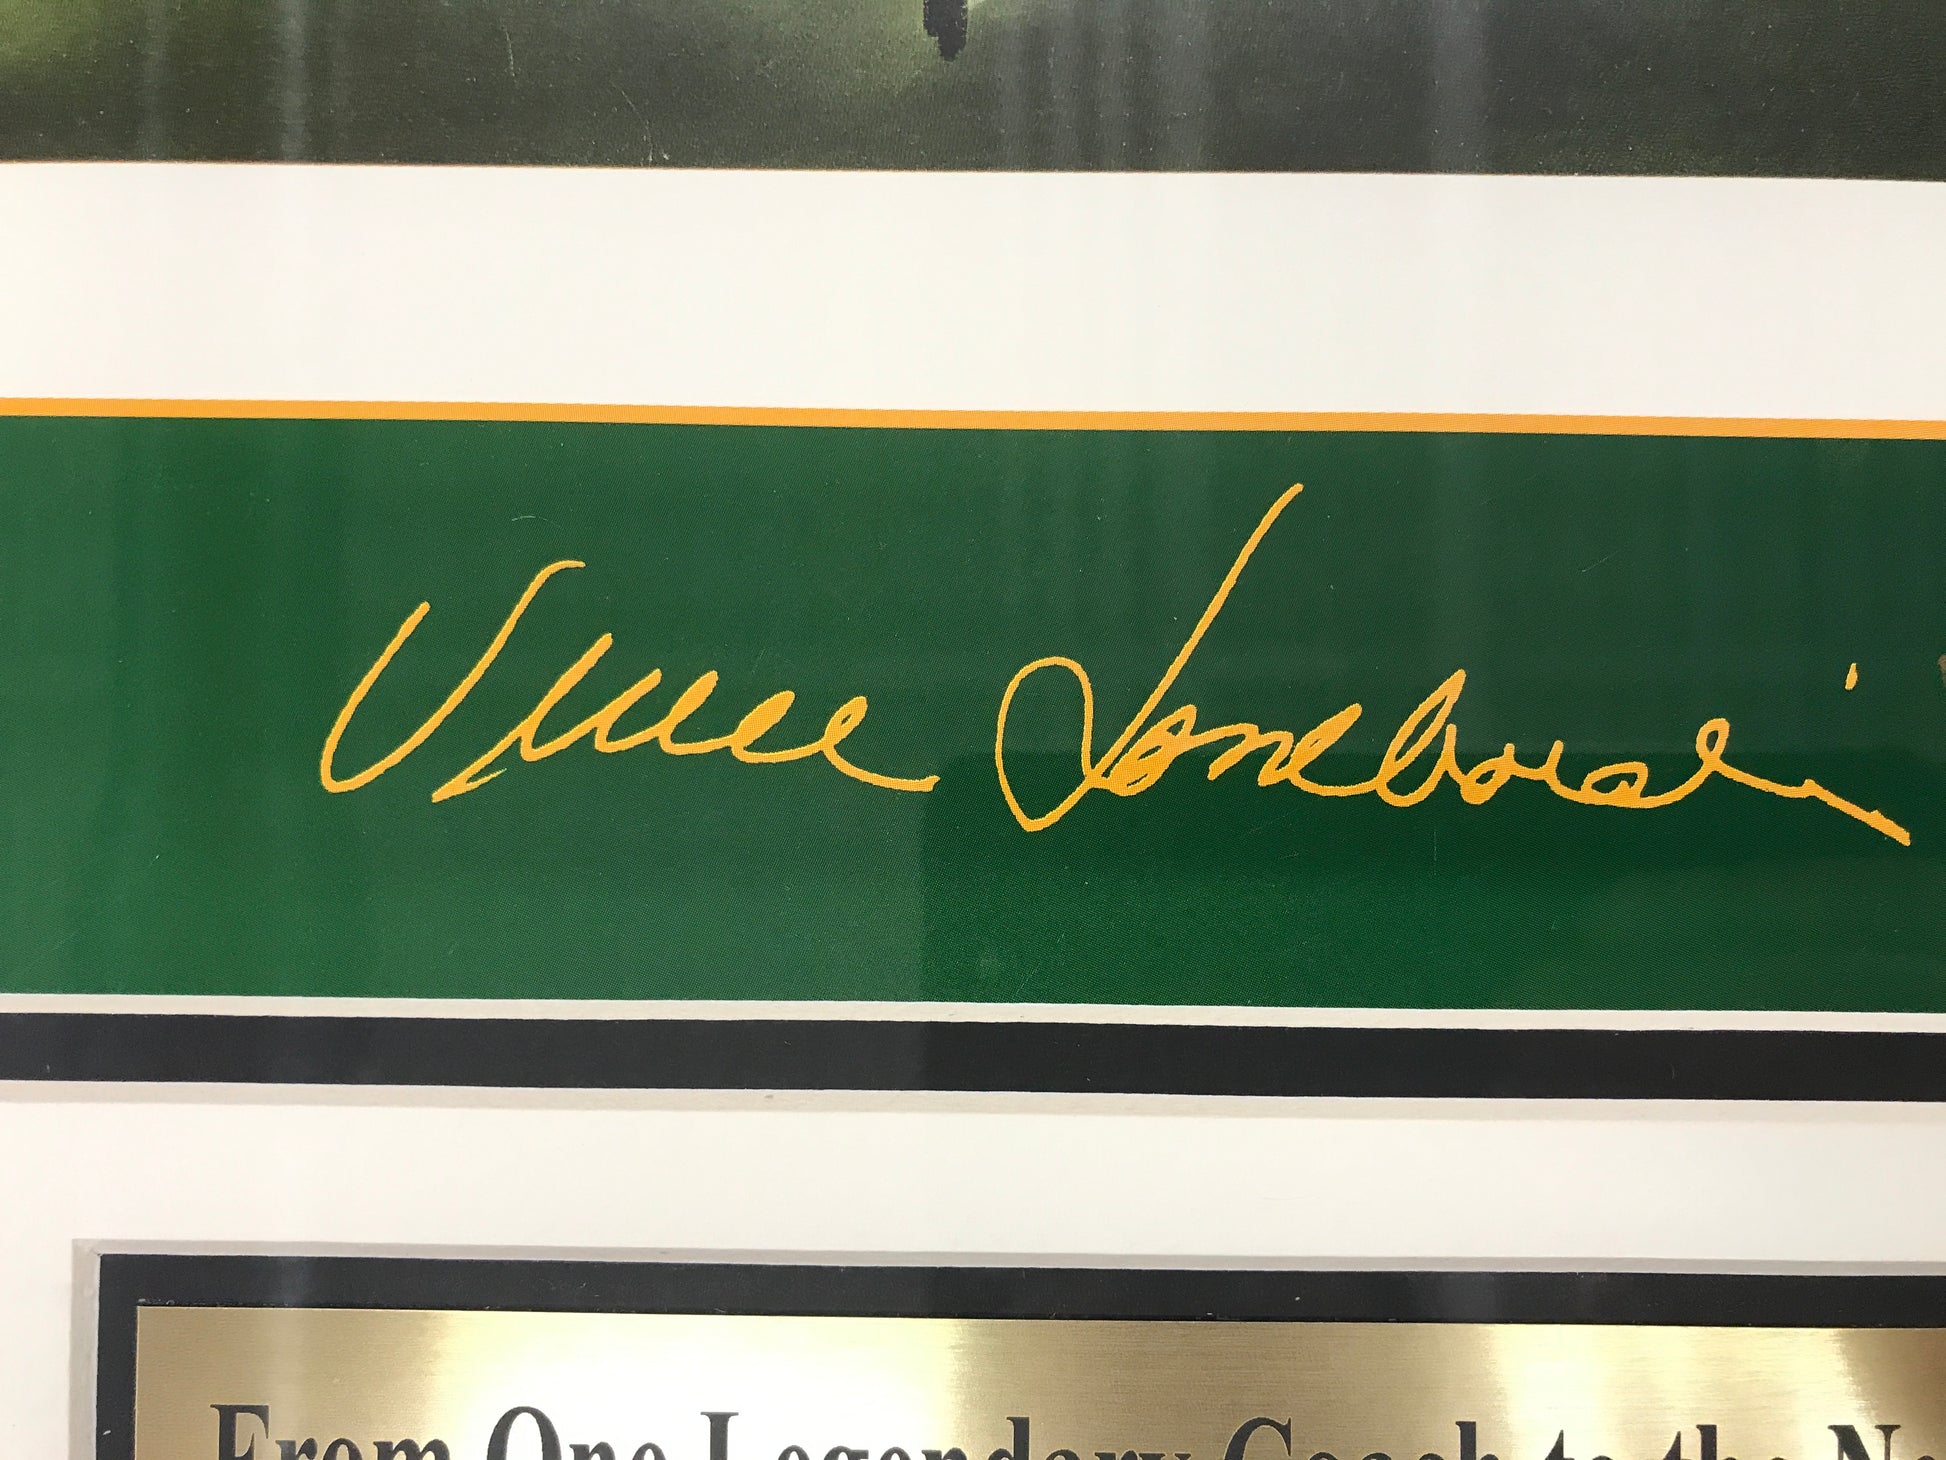 Vince Lombardi
From One Legendary Coach to the